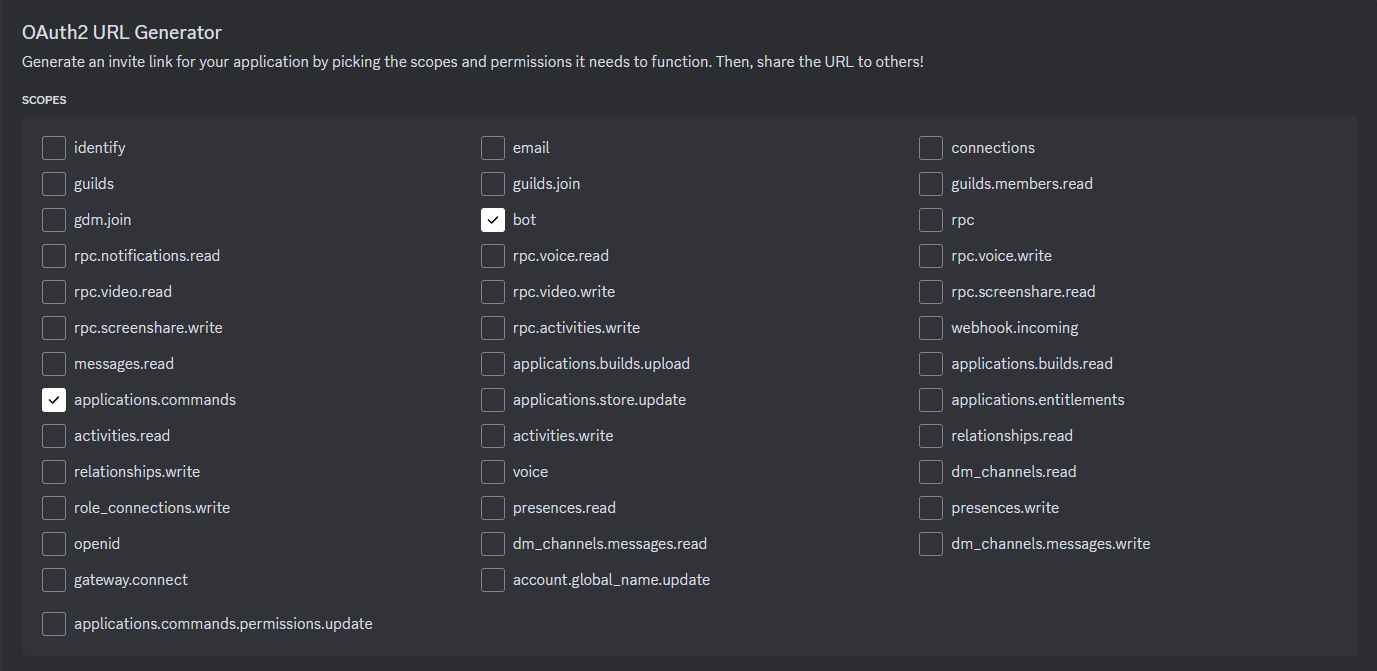 OAuth2 URL Generator
Generate an invite link for your application by picking the scopes and permissions it needs to function. Then, share the URL to others!
SCOPES
identify
email
connections
guilds
guilds.join
guilds.members.read
gdm.join
bot
rpc
rpc.notifications.read
rpc.voice.read
rpc.voice.write
rpc.video.read
rpc.video.write
rpc.screenshare.read
rpc.screenshare.write
rpc.activities.write
webhook.incoming
messages.read
applications.builds.upload
applications.builds.read
applications.commands
applications.store.update
applications.entitlements
activities.read
activities.write
relationships.read
relationships.write
voice
dm_channels.read
role_connections.write
presences.read
presences.write
openid
dm_channels.messages.read
dm_channels.messages.write
gateway.connect
account.global_name.update
applications.commands.permissions.update